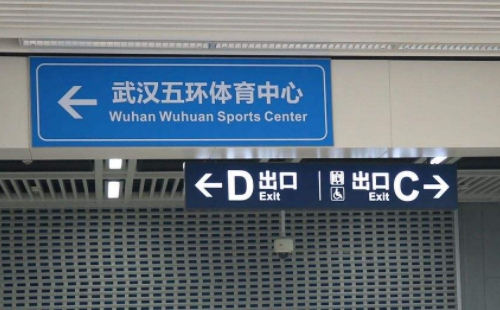 ← 武汉五环体育中心
Wuhan Wuhuan Sports Center
← D 出口 Exit
出口 Exit C →